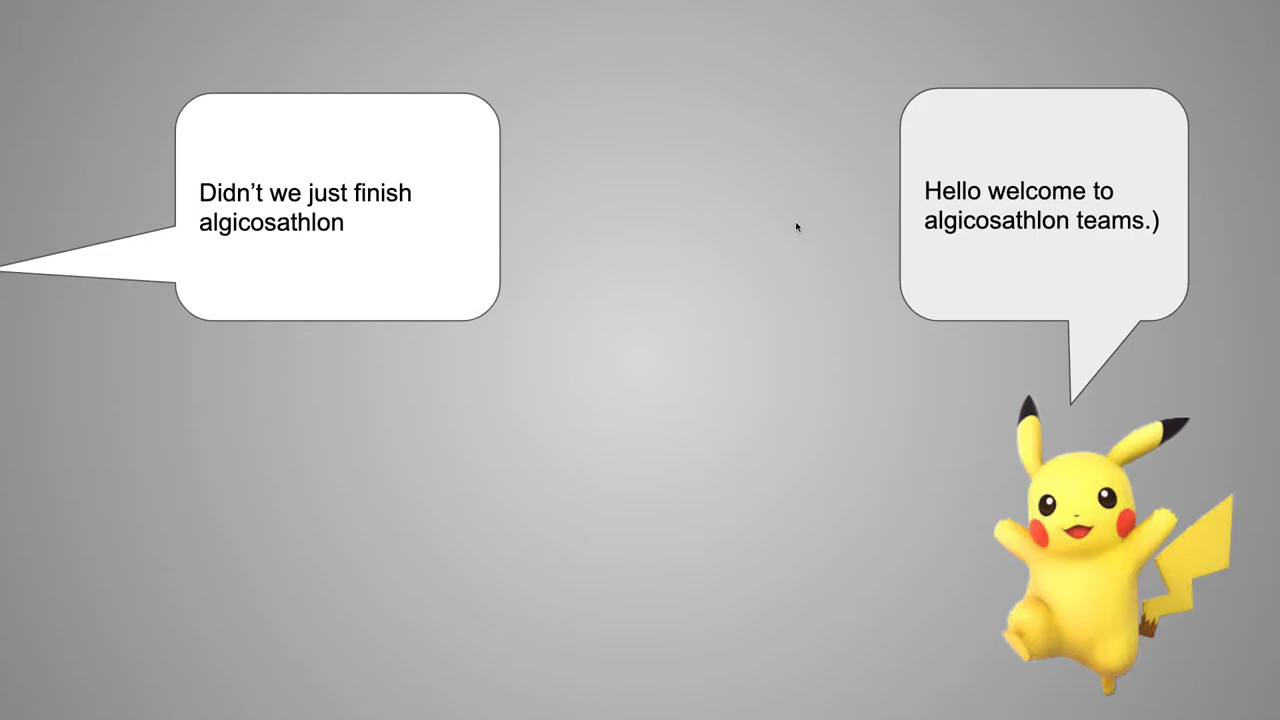 Didn’t we just finish
algicosathlon
Hello welcome to
algicosathlon teams.)